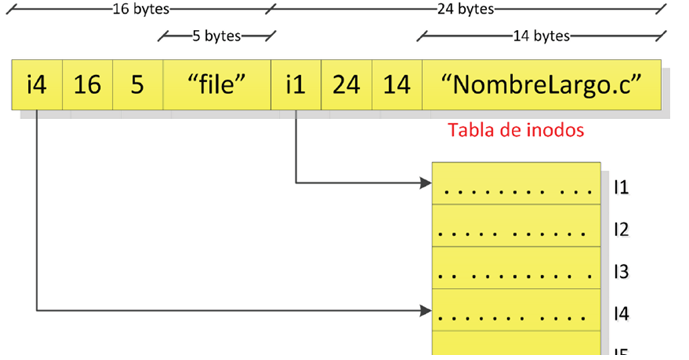 16 bytes 24 bytes
5 bytes 14 bytes
i4 16 5 “file” i1 24 14 “NombreLargo.c”
Tabla de inodos
. . . . . . . . . . . I1
. . . . . . . . . . . I2
. . . . . . . . . . . I3
. . . . . . . . . . . I4
I5